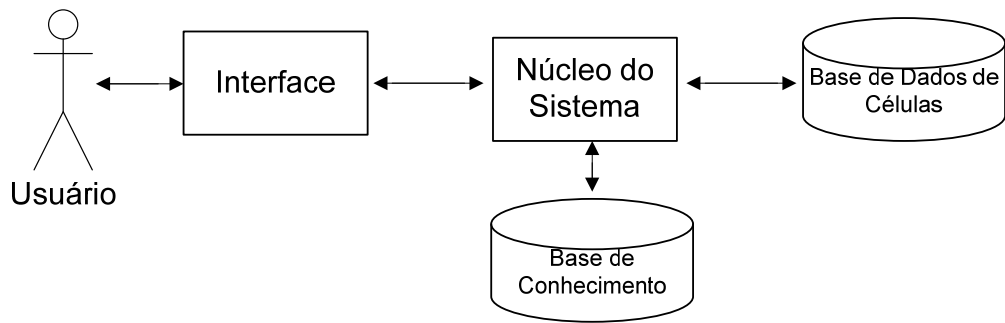 Usuário
Interface
Núcleo do
Sistema
Base de Dados de
Células
Base de
Conhecimento